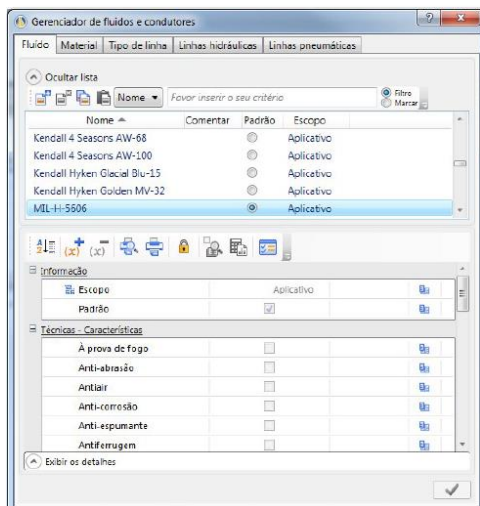 Gerenciador de fluidos e condutores
Fluido Material Tipo de linha Linhas hidráulicas Linhas pneumáticas
Ocultar lista
Nome Favor inserir o seu critério Filtro
Marcar
Nome Comentar Padrão Escopo
Kendall 4 Seasons AW-68 Aplicativo
Kendall 4 Seasons AW-100 Aplicativo
Kendall Hyken Glacial Blu-15 Aplicativo
Kendall Hyken Golden MV-32 Aplicativo
MIL-H-5606 Aplicativo
Informação
Escopo Aplicativo
Padrão
Técnicas - Características
À prova de fogo
Anti-abrasão
Antiair
Anti-corrosão
Anti-espumante
Antiferrugem
Exibir os detalhes